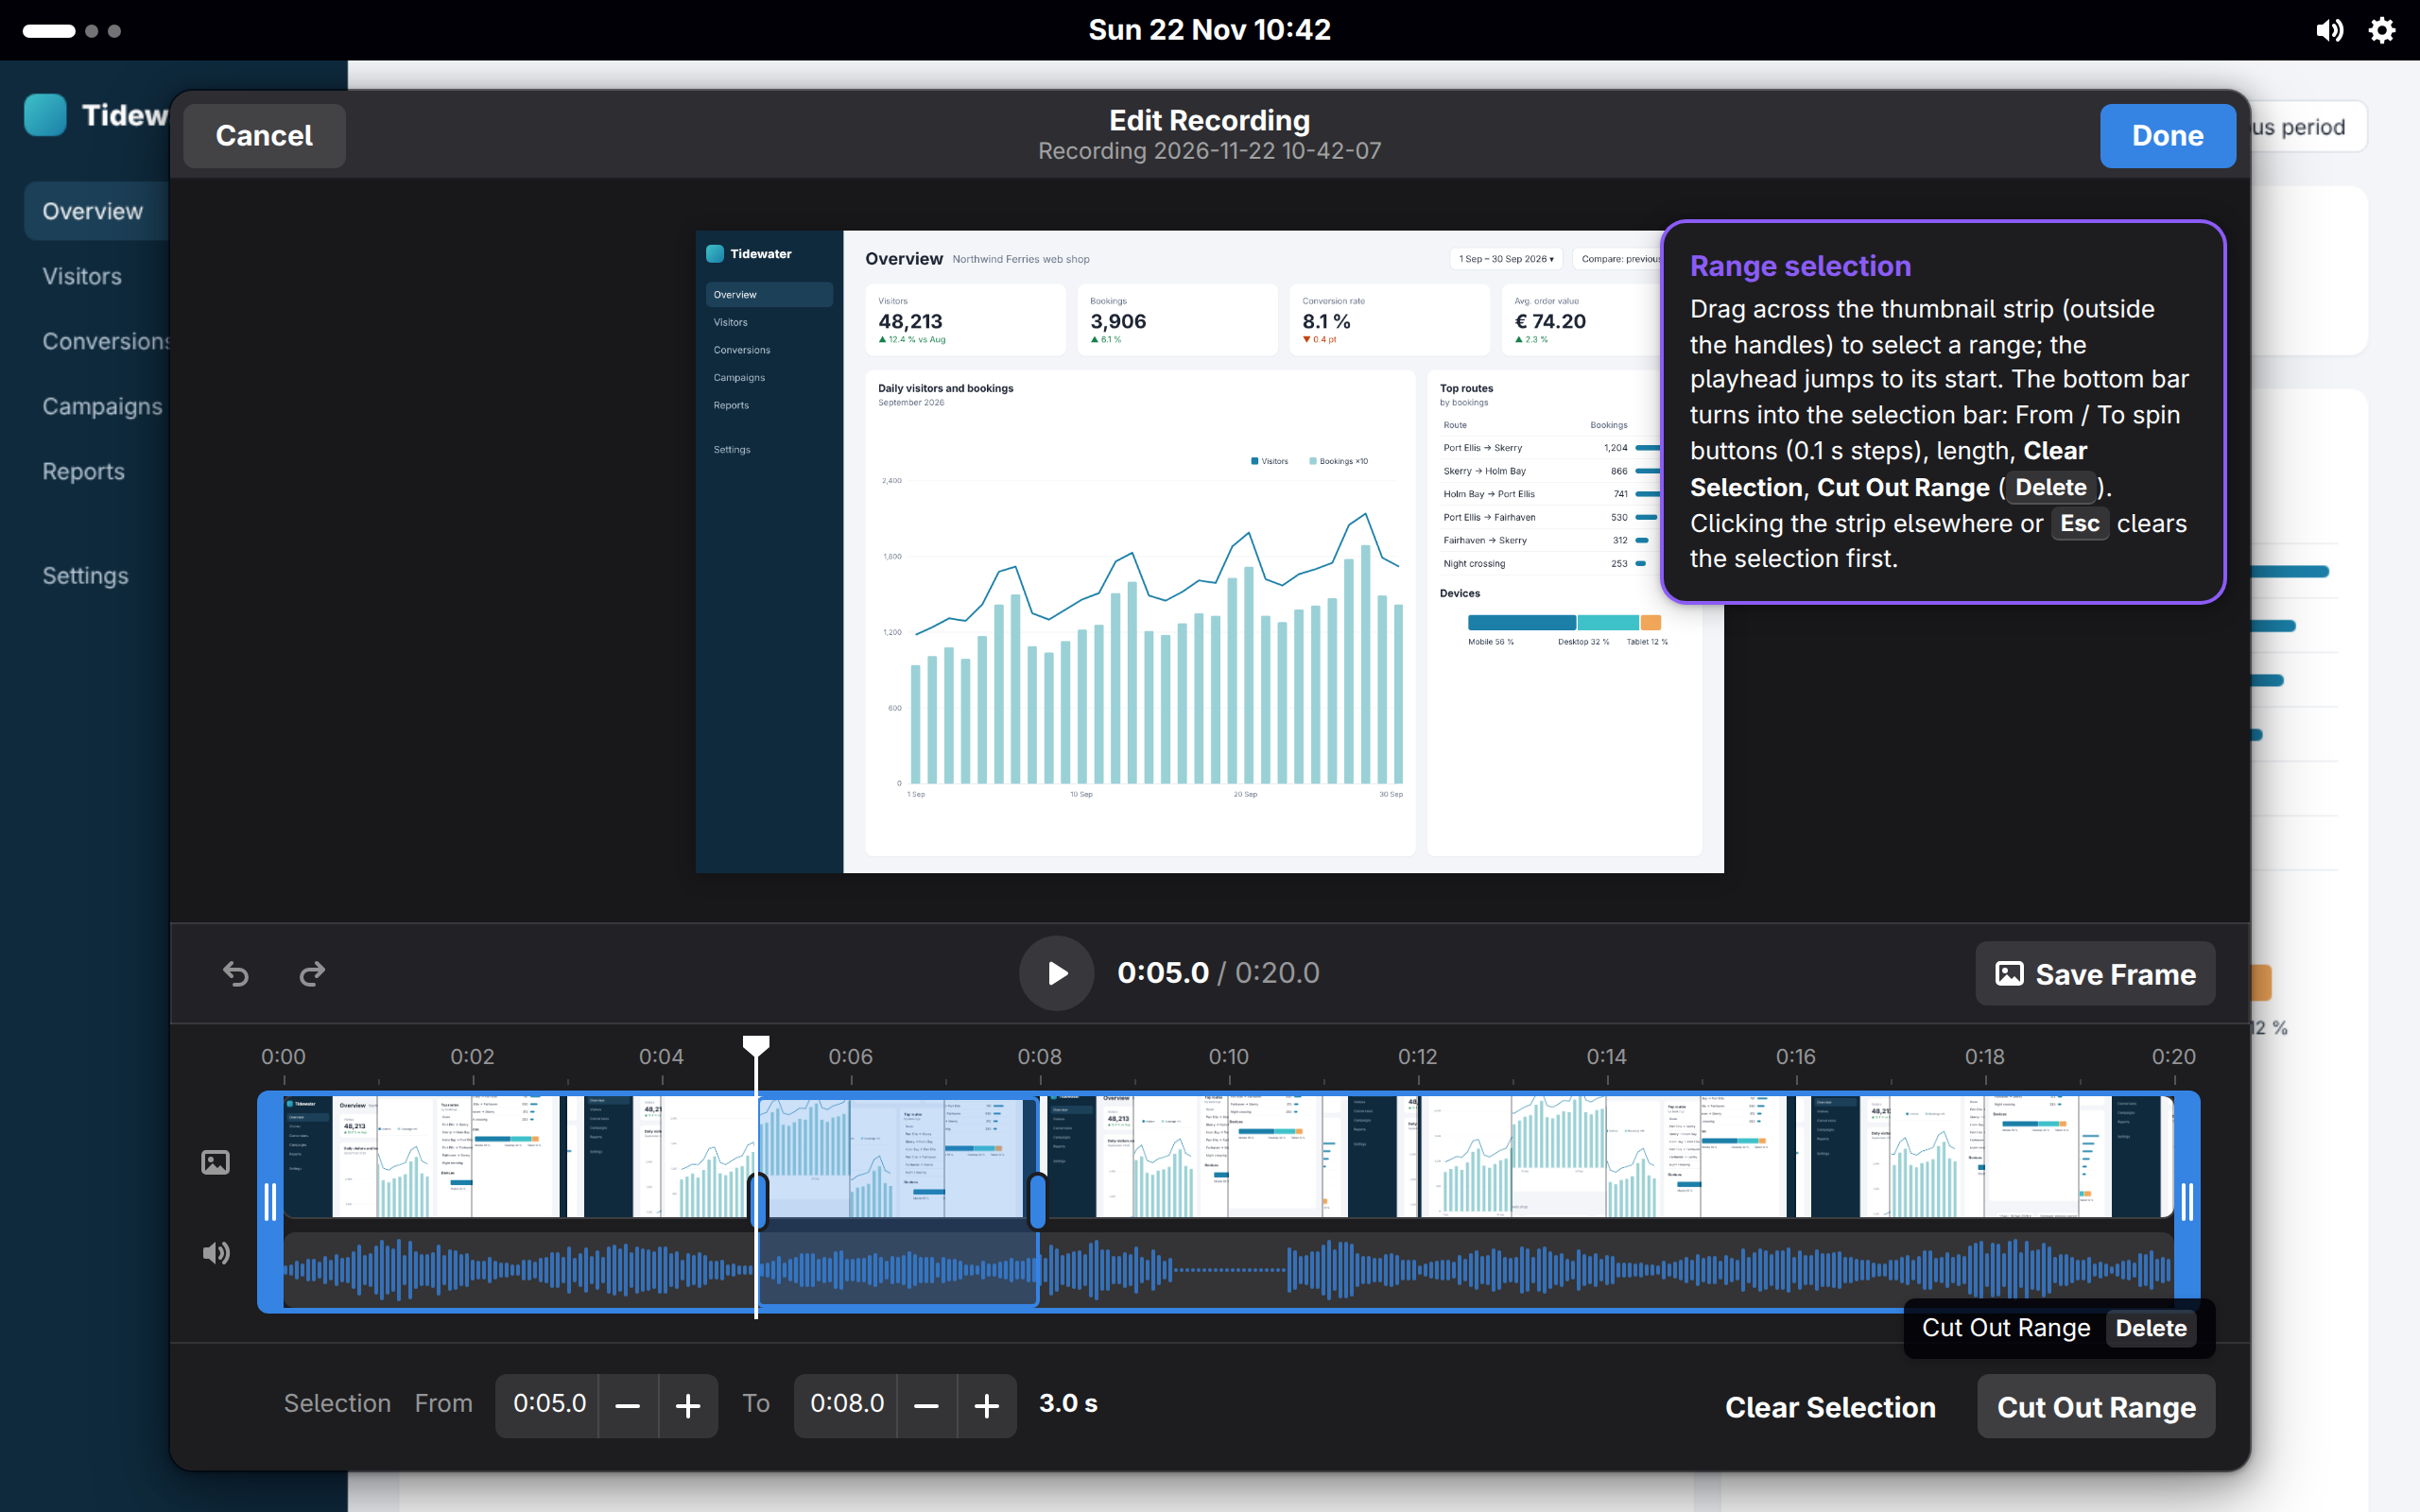 Sun 22 Nov 10:42
Tidew
Overview
Visitors
Conversions
Campaigns
Reports
Settings
us period
12 %
Cancel
Edit Recording
Recording 2026-11-22 10-42-07
Done
Tidewater
Overview
Visitors
Conversions
Campaigns
Reports
Settings
Overview Northwind Ferries web shop
1 Sep – 30 Sep 2026 ▾
Compare: previous
Visitors
48,213
▲ 12.4 % vs Aug
Bookings
3,906
▲ 6.1 %
Conversion rate
8.1 %
▼ 0.4 pt
Avg. order value
€ 74.20
▲ 2.3 %
Daily visitors and bookings
September 2026
Visitors
Bookings ×10
2,400
1,800
1,200
600
0
1 Sep
10 Sep
20 Sep
30 Sep
Top routes
by bookings
Route Bookings
Port Ellis → Skerry 1,204
Skerry → Holm Bay 866
Holm Bay → Port Ellis 741
Port Ellis → Fairhaven 530
Fairhaven → Skerry 312
Night crossing 253
Devices
Mobile 56 %
Desktop 32 %
Tablet 12 %
Range selection
Drag across the thumbnail strip (outside
the handles) to select a range; the
playhead jumps to its start. The bottom bar
turns into the selection bar: From / To spin
buttons (0.1 s steps), length, Clear
Selection, Cut Out Range ( Delete ).
Clicking the strip elsewhere or Esc clears
the selection first.
0:05.0 / 0:20.0
Save Frame
0:00 0:02 0:04 0:06 0:08 0:10 0:12 0:14 0:16 0:18 0:20
Cut Out Range Delete
Selection From 0:05.0 To 0:08.0 3.0 s
Clear Selection
Cut Out Range